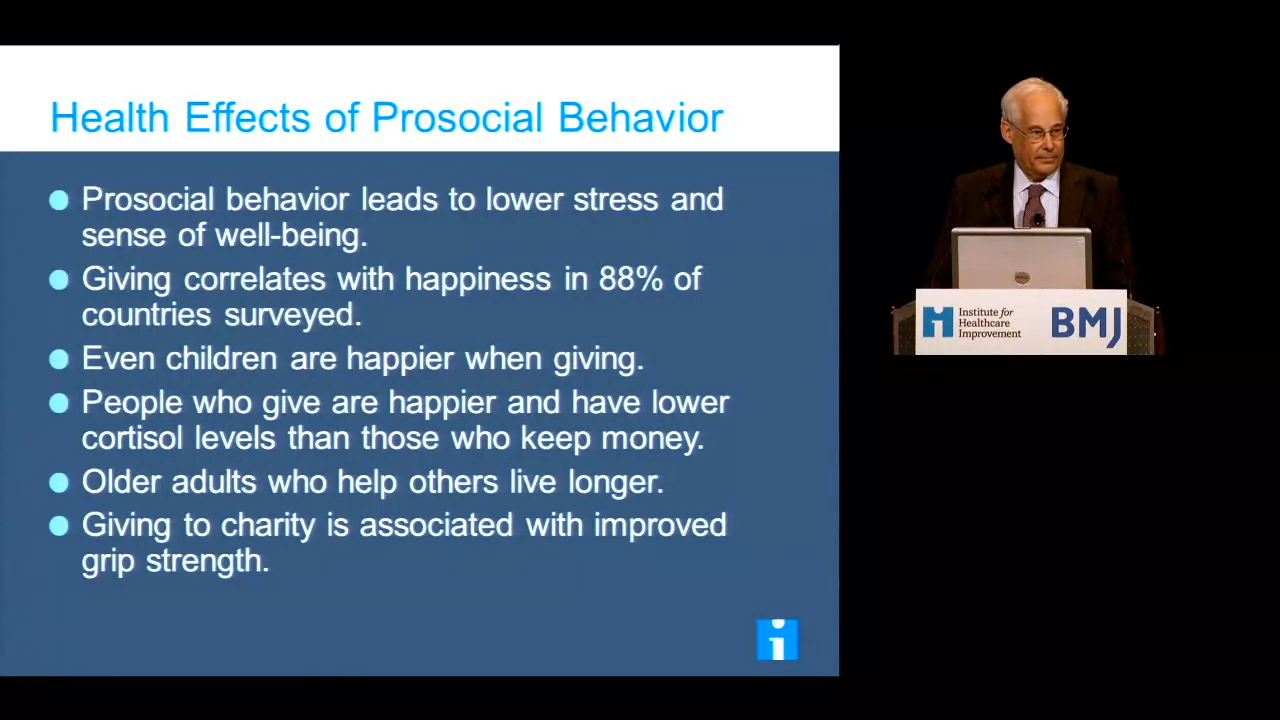 Health Effects of Prosocial Behavior
Prosocial behavior leads to lower stress and
sense of well-being.
Giving correlates with happiness in 88% of
countries surveyed.
Even children are happier when giving.
People who give are happier and have lower
cortisol levels than those who keep money.
Older adults who help others live longer.
Giving to charity is associated with improved
grip strength.
Institute for
Healthcare
Improvement
BMJ